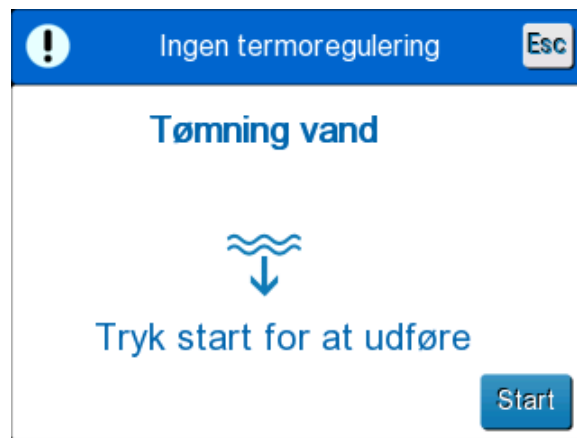 Ingen termoregulering Esc
Tømning vand
Tryk start for at udføre
Start